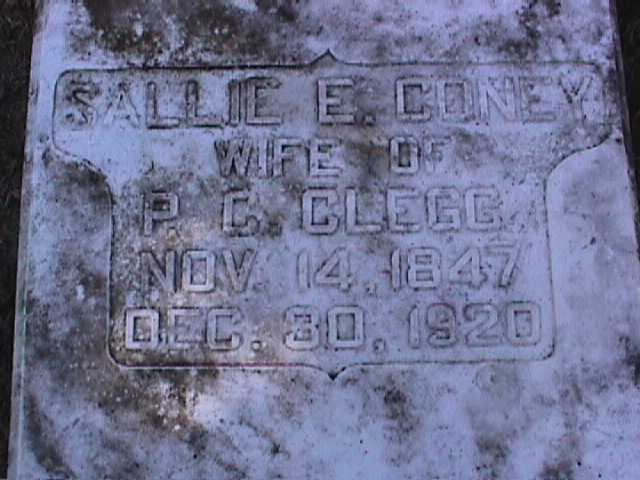 SALLIE E. CONEY
WIFE OF
P. C. CLEGG.
NOV. 14, 1847
DEC. 30, 1920